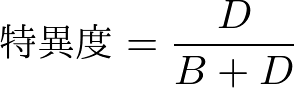 特異度 = D / (B + D)